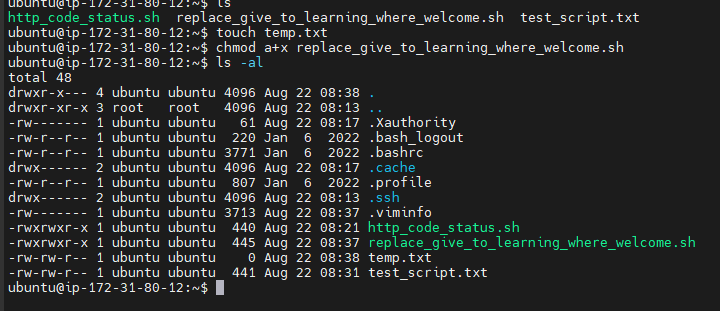 ubuntu@ip-172-31-80-12:~$ ls
http_code_status.sh  replace_give_to_learning_where_welcome.sh  test_script.txt
ubuntu@ip-172-31-80-12:~$ touch temp.txt
ubuntu@ip-172-31-80-12:~$ chmod a+x replace_give_to_learning_where_welcome.sh
ubuntu@ip-172-31-80-12:~$ ls -al
total 48
drwxr-x--- 4 ubuntu ubuntu 4096 Aug 22 08:38 .
drwxr-xr-x 3 root   root   4096 Aug 22 08:13 ..
-rw------- 1 ubuntu ubuntu   61 Aug 22 08:17 .Xauthority
-rw-r--r-- 1 ubuntu ubuntu  220 Jan  6  2022 .bash_logout
-rw-r--r-- 1 ubuntu ubuntu 3771 Jan  6  2022 .bashrc
drwx------ 2 ubuntu ubuntu 4096 Aug 22 08:17 .cache
-rw-r--r-- 1 ubuntu ubuntu  807 Jan  6  2022 .profile
drwx------ 2 ubuntu ubuntu 4096 Aug 22 08:13 .ssh
-rw------- 1 ubuntu ubuntu 3713 Aug 22 08:37 .viminfo
-rwxrwxr-x 1 ubuntu ubuntu  440 Aug 22 08:21 http_code_status.sh
-rwxrwxr-x 1 ubuntu ubuntu  445 Aug 22 08:37 replace_give_to_learning_where_welcome.sh
-rw-rw-r-- 1 ubuntu ubuntu    0 Aug 22 08:38 temp.txt
-rw-rw-r-- 1 ubuntu ubuntu  441 Aug 22 08:31 test_script.txt
ubuntu@ip-172-31-80-12:~$